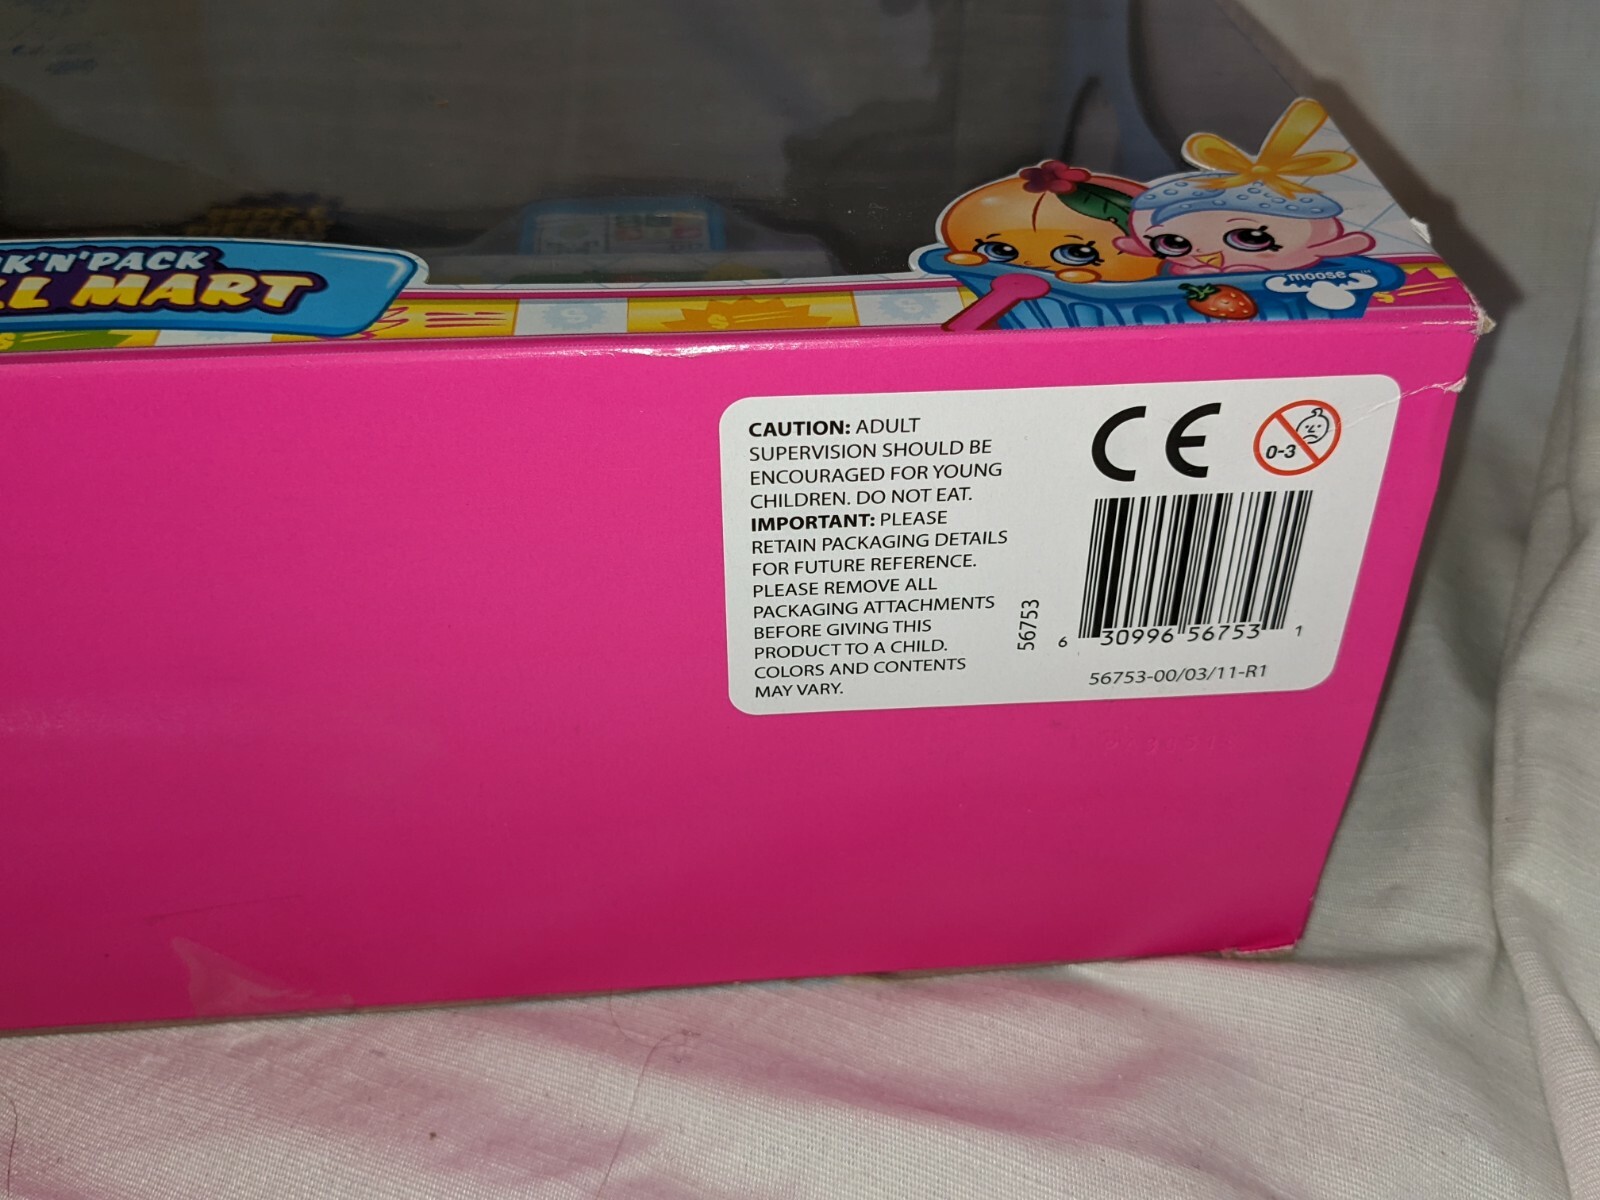 K'N'PACK
LL MART
moose
CAUTION: ADULT
SUPERVISION SHOULD BE
ENCOURAGED FOR YOUNG
CHILDREN. DO NOT EAT.
IMPORTANT: PLEASE
RETAIN PACKAGING DETAILS
FOR FUTURE REFERENCE.
PLEASE REMOVE ALL
PACKAGING ATTACHMENTS
BEFORE GIVING THIS
PRODUCT TO A CHILD.
COLORS AND CONTENTS
MAY VARY.
CE
0-3
56753
6 30996 56753 1
56753-00/03/11-R1